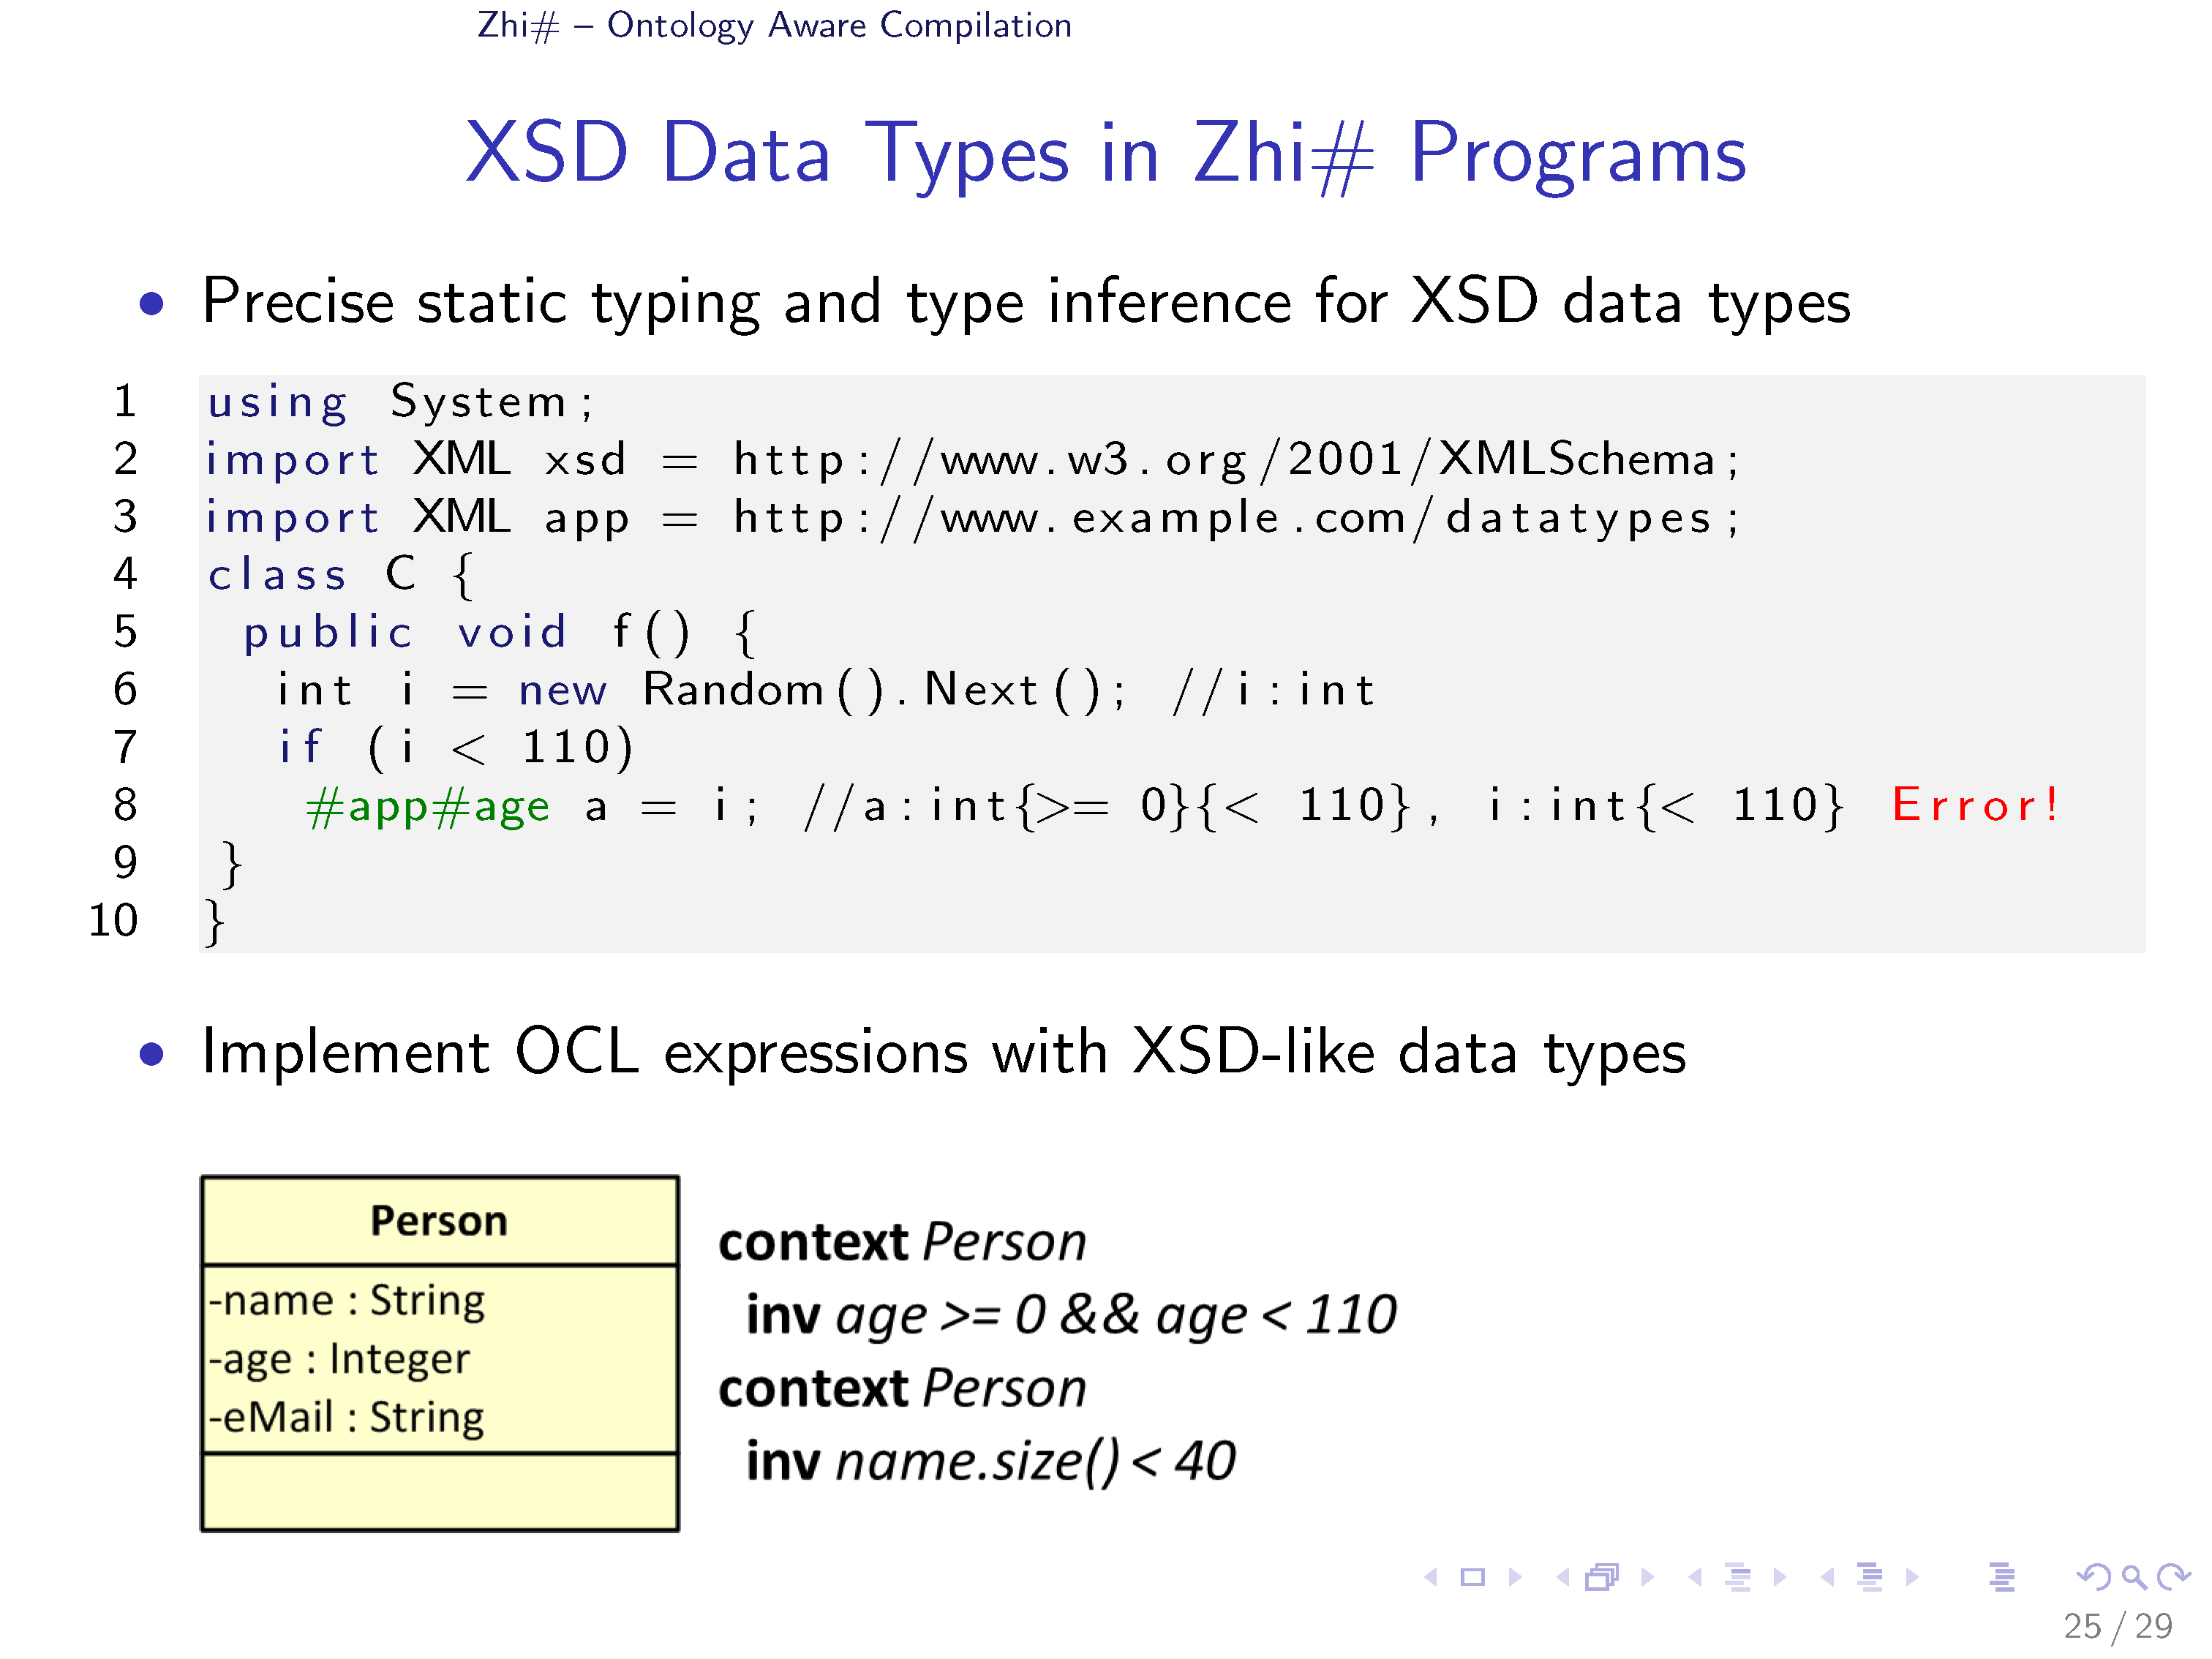 Zhi# – Ontology Aware Compilation
XSD Data Types in Zhi# Programs
• Precise static typing and type inference for XSD data types
1 using System;
2 import XML xsd = http://www.w3.org/2001/XMLSchema;
3 import XML app = http://www.example.com/datatypes;
4 class C {
5 public void f() {
6 int i = new Random().Next(); //i:int
7 if (i < 110)
8 #app#age a = i; //a:int{>= 0}{< 110}, i:int{< 110} Error!
9 }
10 }
• Implement OCL expressions with XSD-like data types
Person
-name : String
-age : Integer
-eMail : String
context Person
inv age >= 0 && age < 110
context Person
inv name.size() < 40
25 / 29